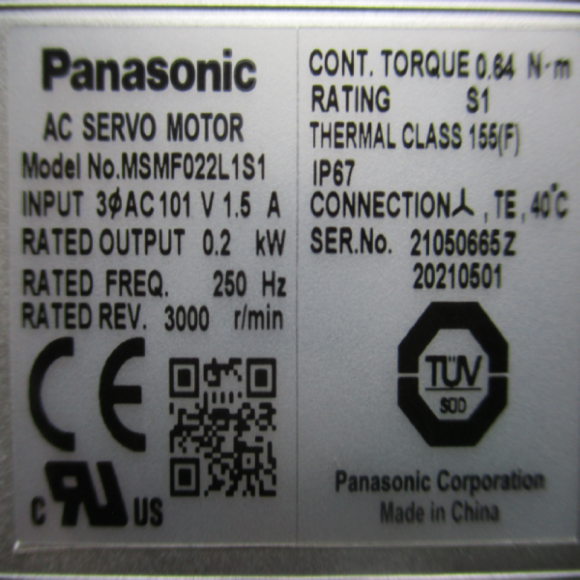 Panasonic
AC SERVO MOTOR
Model No.MSMF022L1S1
INPUT 3φAC 101 V 1.5 A
RATED OUTPUT 0.2 kW
RATED FREQ. 250 Hz
RATED REV. 3000 r/min
CE
C UR US
CONT. TORQUE 0.64 N·m
RATING S1
THERMAL CLASS 155(F)
IP67
CONNECTION⅄, TE, 40℃
SER.No. 21050665Z
20210501
TÜV
SÜD
Panasonic Corporation
Made in China